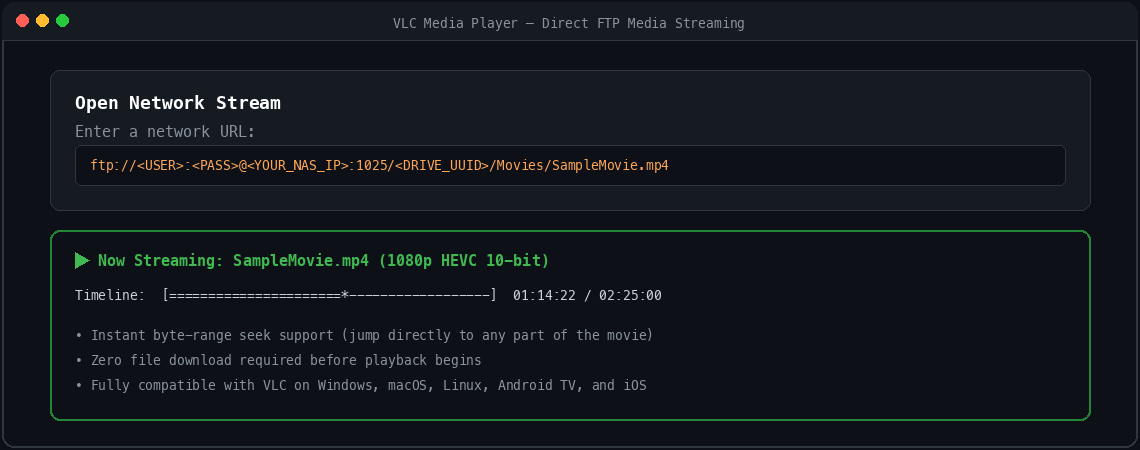 VLC Media Player — Direct FTP Media Streaming
Open Network Stream
Enter a network URL:
ftp://<USER>:<PASS>@<YOUR_NAS_IP>:1025/<DRIVE_UUID>/Movies/SampleMovie.mp4
▶ Now Streaming: SampleMovie.mp4 (1080p HEVC 10-bit)
Timeline: [======================*------------------] 01:14:22 / 02:25:00
• Instant byte-range seek support (jump directly to any part of the movie)
• Zero file download required before playback begins
• Fully compatible with VLC on Windows, macOS, Linux, Android TV, and iOS